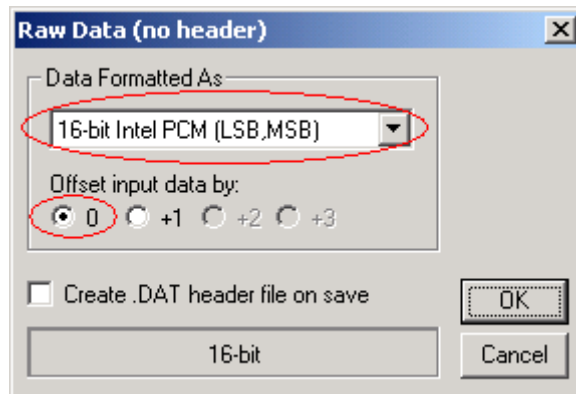 Raw Data (no header)
Data Formatted As
16-bit Intel PCM (LSB,MSB)
Offset input data by:
0 +1 +2 +3
Create .DAT header file on save
OK
16-bit
Cancel